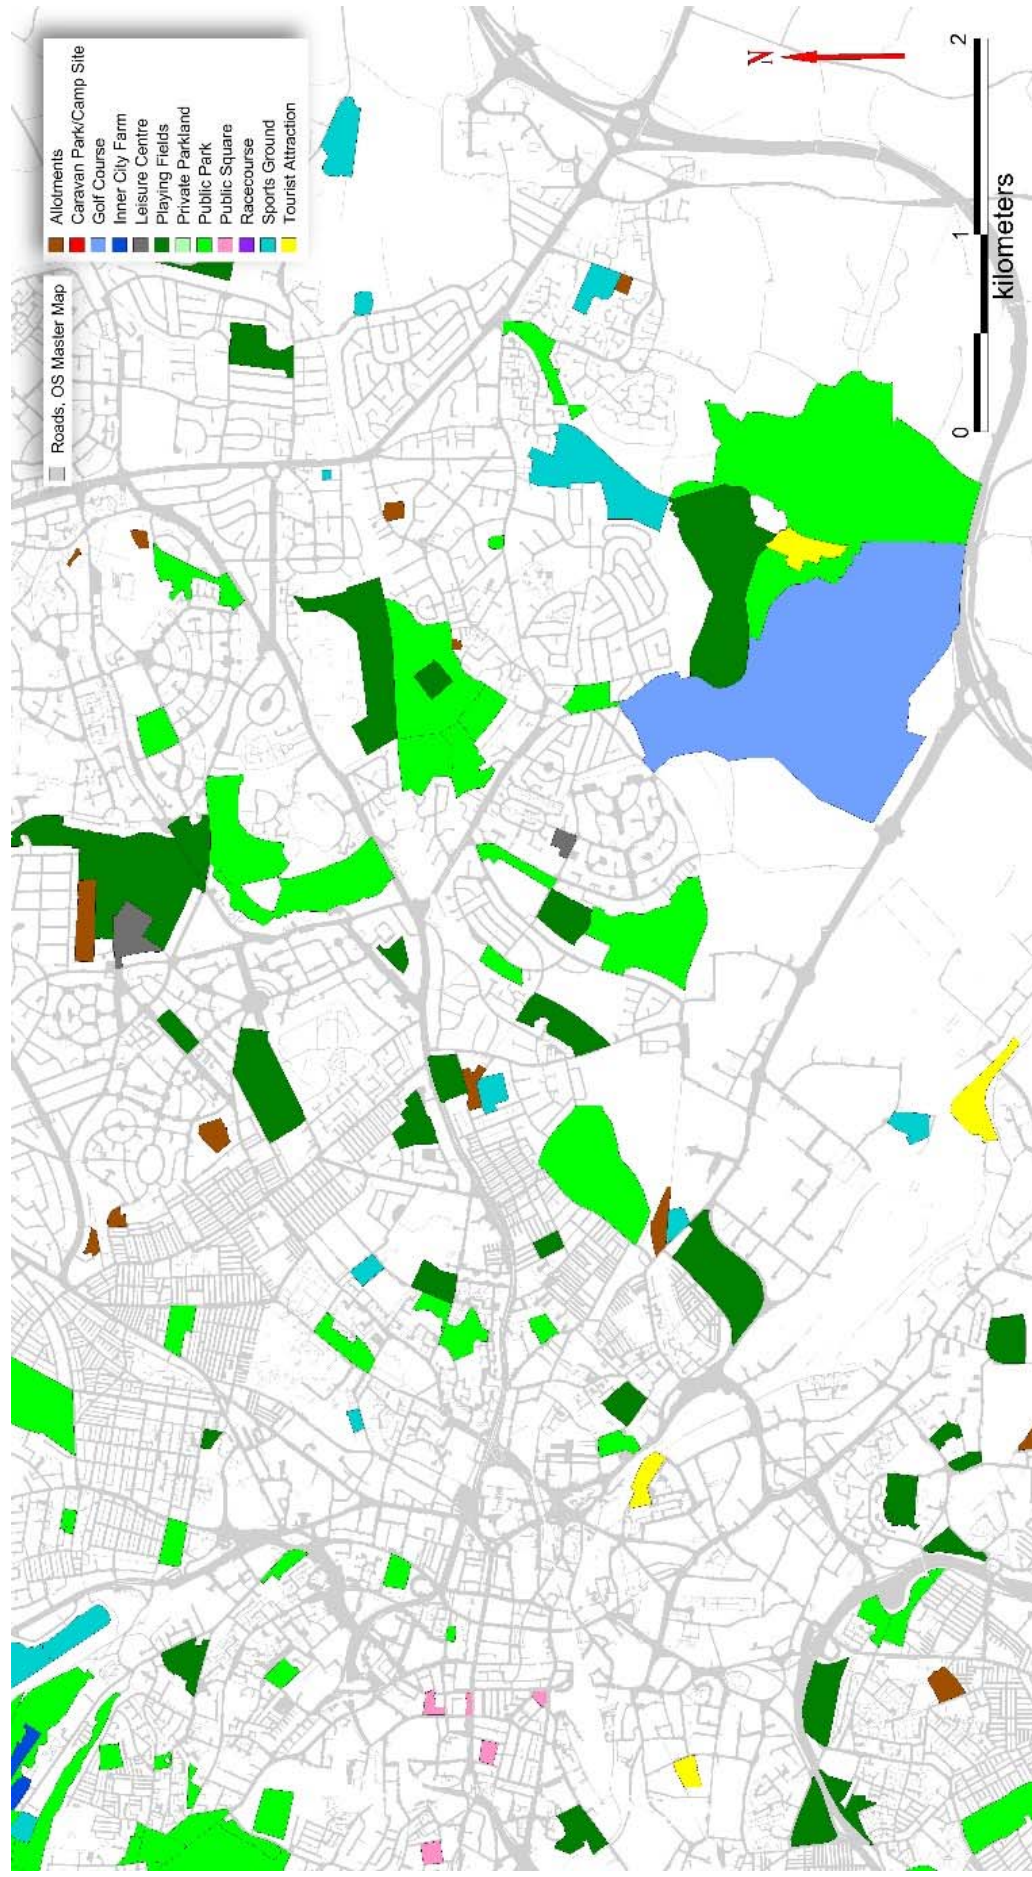 Roads, OS Master Map
Allotments
Caravan Park/Camp Site
Golf Course
Inner City Farm
Leisure Centre
Playing Fields
Private Parkland
Public Park
Public Square
Racecourse
Sports Ground
Tourist Attraction
N
0 1 2
kilometers